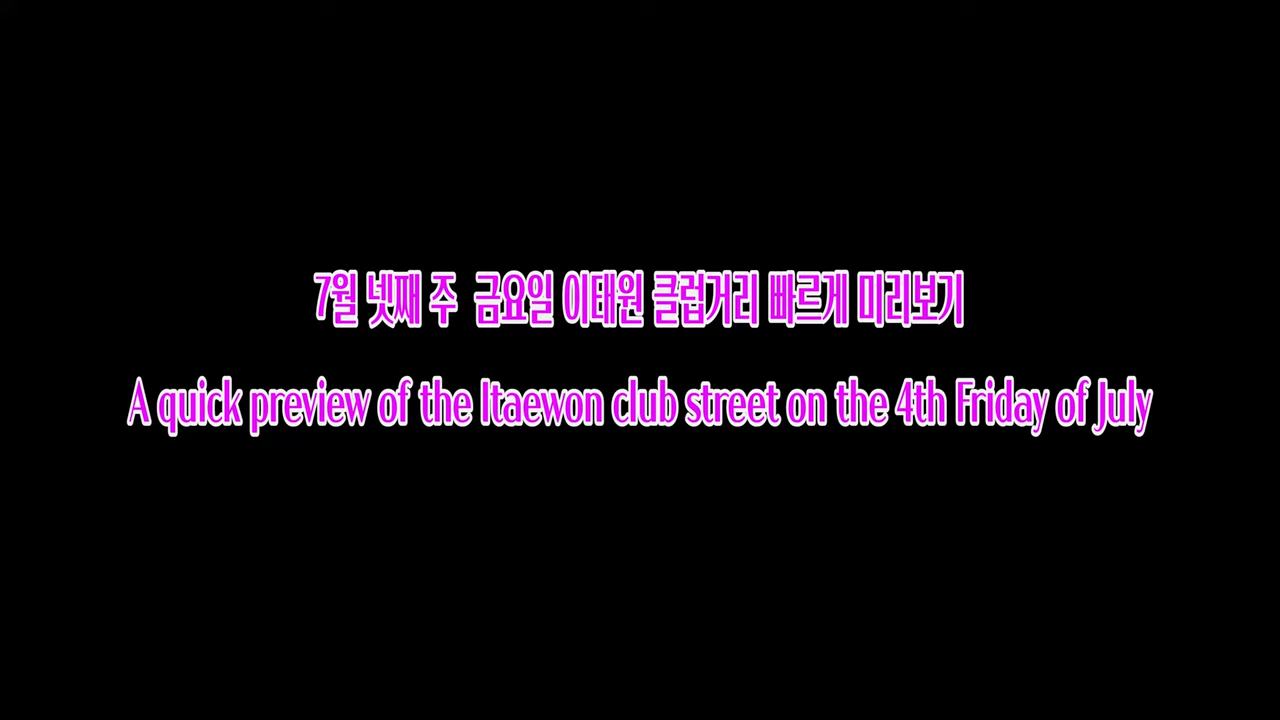 7월 넷째 주 금요일 이태원 클럽거리 빠르게 미리보기
A quick preview of the Itaewon club street on the 4th Friday of July